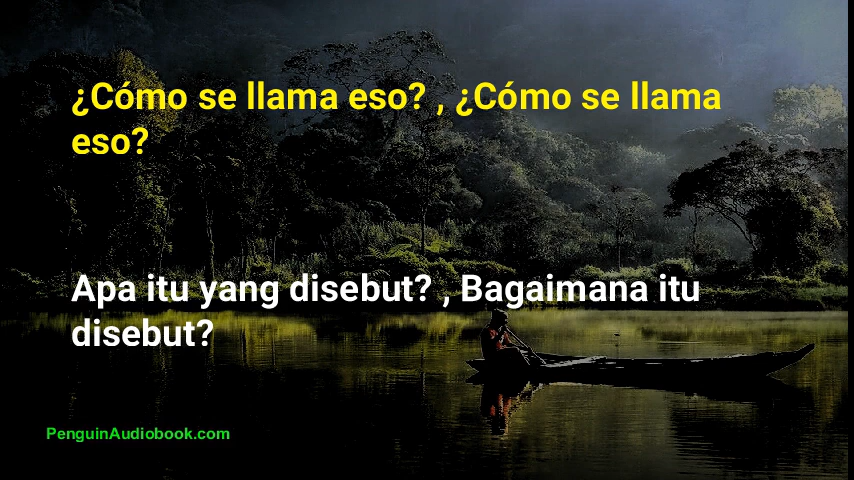 ¿Cómo se llama eso? , ¿Cómo se llama
eso?
Apa itu yang disebut? , Bagaimana itu
disebut?
PenguinAudiobook.com